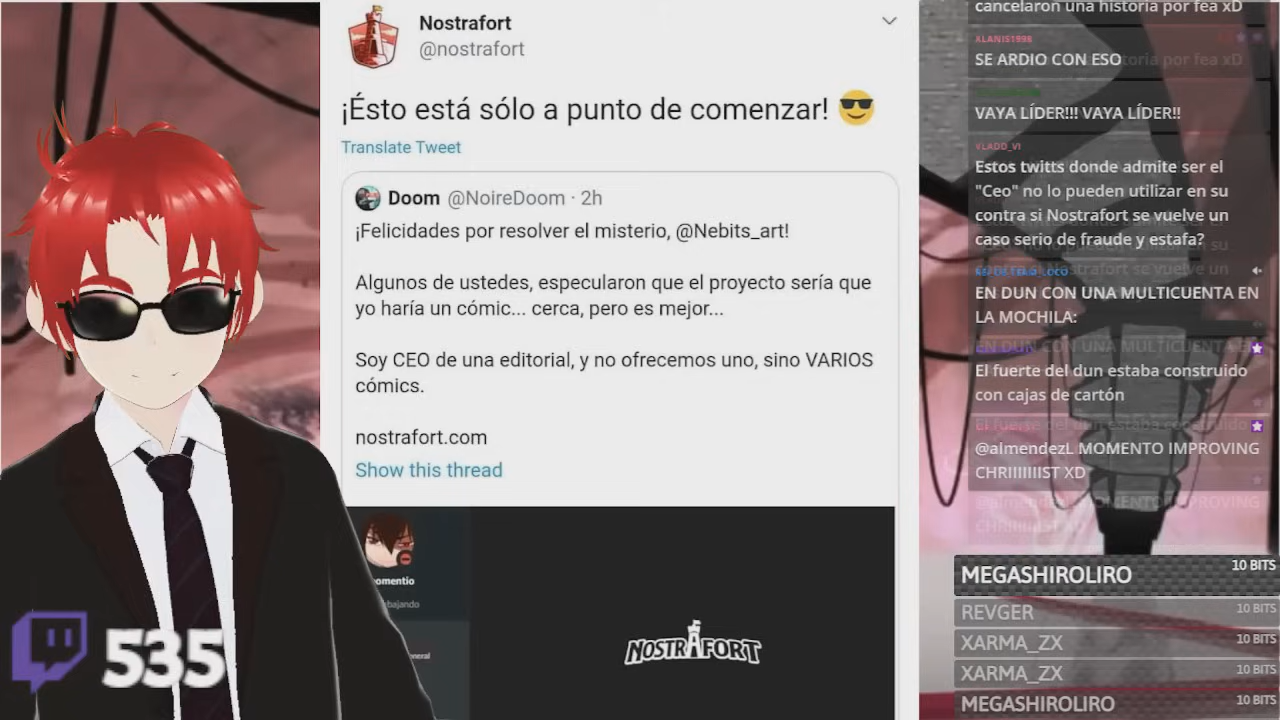 Nostrafort
@nostrafort
¡Ésto está sólo a punto de comenzar! 😎
Translate Tweet
Doom @NoireDoom · 2h
¡Felicidades por resolver el misterio, @Nebits_art!
Algunos de ustedes, especularon que el proyecto sería que
yo haría un cómic... cerca, pero es mejor...
Soy CEO de una editorial, y no ofrecemos uno, sino VARIOS
cómics.
nostrafort.com
Show this thread
NOSTRAFORT
535
cancelaron una historia por fea xD
XLANIS1998
SE ARDIO CON ESO
VAYA LÍDER!!! VAYA LÍDER!!
VLADD_VI
Estos twitts donde admite ser el
"Ceo" no lo pueden utilizar en su
contra si Nostrafort se vuelve un
caso serio de fraude y estafa?
EN DUN CON UNA MULTICUENTA EN
LA MOCHILA:
El fuerte del dun estaba construido
con cajas de cartón
@almendezL MOMENTO IMPROVING
CHRIIIIIIIST XD
MEGASHIROLIRO 10 BITS
REVGER 10 BITS
XARMA_ZX 10 BITS
XARMA_ZX 10 BITS
MEGASHIROLIRO 10 BITS